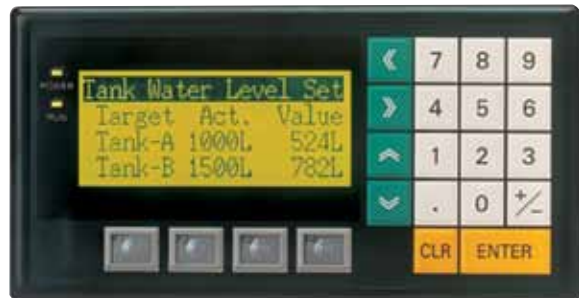 POWER
RUN
Tank Water Level Set
Target Act. Value
Tank-A 1000L 524L
Tank-B 1500L 782L
7 8 9
4 5 6
1 2 3
. 0 +/-
CLR ENTER